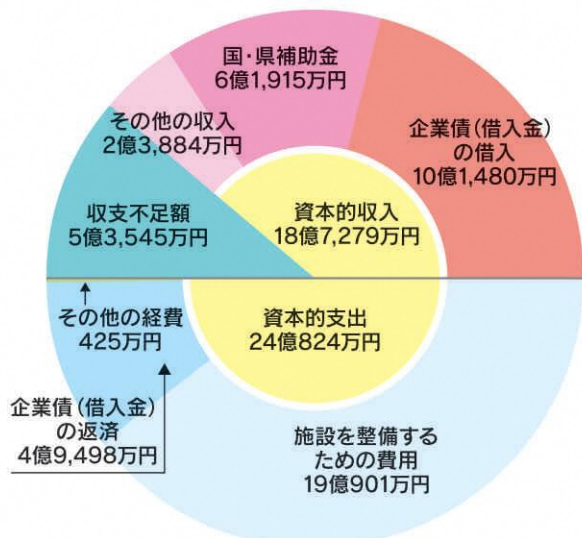 国・県補助金
6億1,915万円
その他の収入
2億3,884万円
企業債(借入金)
の借入
10億1,480万円
収支不足額
5億3,545万円
資本的収入
18億7,279万円
その他の経費
425万円
資本的支出
24億824万円
企業債(借入金)
の返済
4億9,498万円
施設を整備する
ための費用
19億901万円